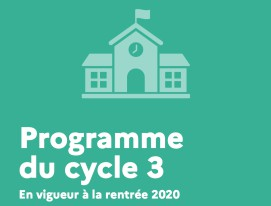 Programme
du cycle 3
En vigueur à la rentrée 2020